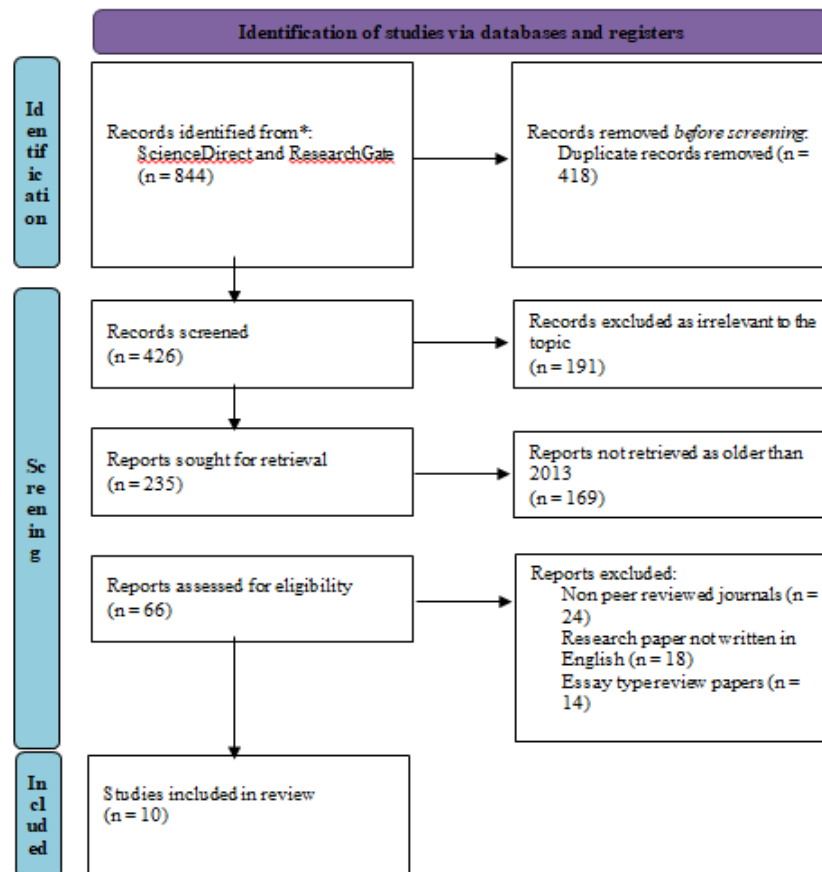 Identification of studies via databases and registers
Id
en
tif
ic
ati
on
Records identified from*:
ScienceDirect and ResearchGate
(n = 844)
Records removed before screening:
Duplicate records removed (n =
418)
Sc
re
en
in
g
Records screened
(n = 426)
Records excluded as irrelevant to the
topic
(n = 191)
Reports sought for retrieval
(n = 235)
Reports not retrieved as older than
2013
(n = 169)
Reports assessed for eligibility
(n = 66)
Reports excluded:
Non peer reviewed journals (n =
24)
Research paper not written in
English (n = 18)
Essay type review papers (n =
14)
In
cl
ud
ed
Studies included in review
(n = 10)